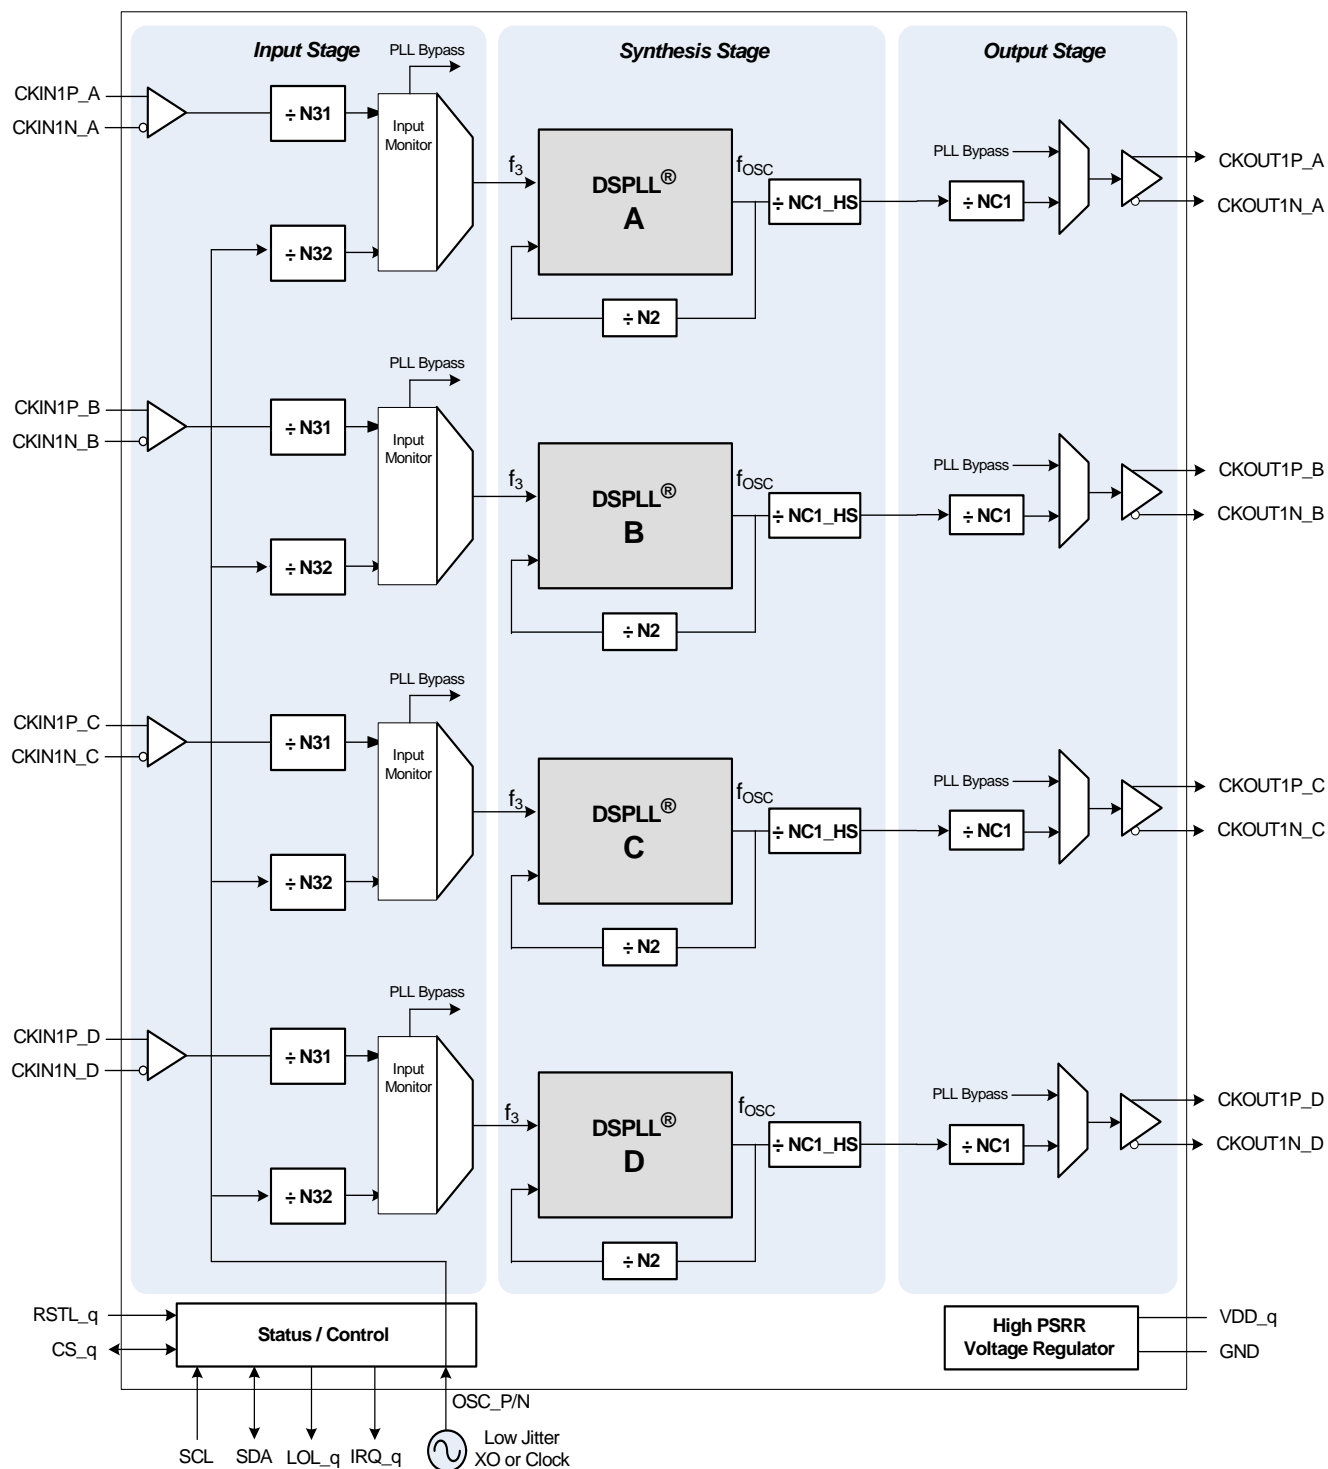 Input Stage
Synthesis Stage
Output Stage
PLL Bypass
CKIN1P_A
CKIN1N_A
÷ N31
Input
Monitor
÷ N32
f3
DSPLL®
A
fOSC
÷ NC1_HS
÷ N2
PLL Bypass
÷ NC1
CKOUT1P_A
CKOUT1N_A
PLL Bypass
CKIN1P_B
CKIN1N_B
÷ N31
Input
Monitor
÷ N32
f3
DSPLL®
B
fOSC
÷ NC1_HS
÷ N2
PLL Bypass
÷ NC1
CKOUT1P_B
CKOUT1N_B
PLL Bypass
CKIN1P_C
CKIN1N_C
÷ N31
Input
Monitor
÷ N32
f3
DSPLL®
C
fOSC
÷ NC1_HS
÷ N2
PLL Bypass
÷ NC1
CKOUT1P_C
CKOUT1N_C
PLL Bypass
CKIN1P_D
CKIN1N_D
÷ N31
Input
Monitor
÷ N32
f3
DSPLL®
D
fOSC
÷ NC1_HS
÷ N2
PLL Bypass
÷ NC1
CKOUT1P_D
CKOUT1N_D
RSTL_q
CS_q
Status / Control
High PSRR
Voltage Regulator
VDD_q
GND
SCL
SDA
LOL_q
IRQ_q
OSC_P/N
Low Jitter
XO or Clock